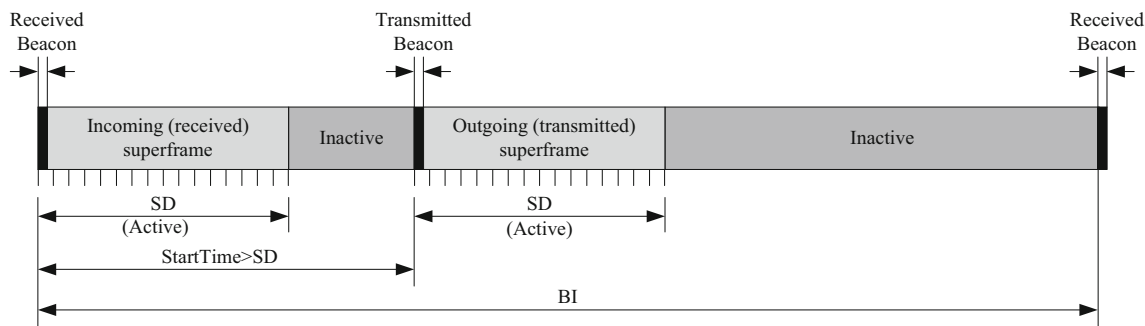 Received
Beacon
Transmitted
Beacon
Received
Beacon
Incoming (received)
superframe
Inactive
Outgoing (transmitted)
superframe
Inactive
SD
(Active)
SD
(Active)
StartTime>SD
BI